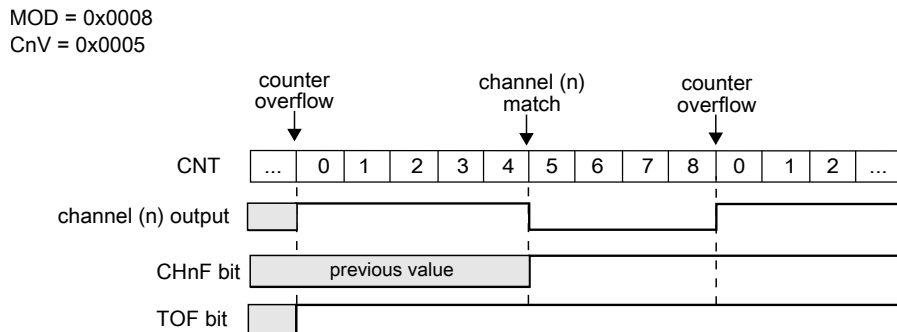 MOD = 0x0008
CnV = 0x0005
counter overflow
channel (n) match
counter overflow
CNT ... 0 1 2 3 4 5 6 7 8 0 1 2 ...
channel (n) output
CHnF bit previous value
TOF bit